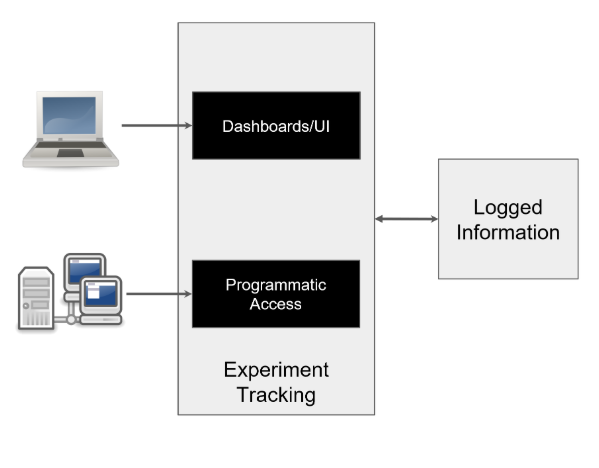 Dashboards/UI
Logged
Information
Programmatic
Access
Experiment
Tracking